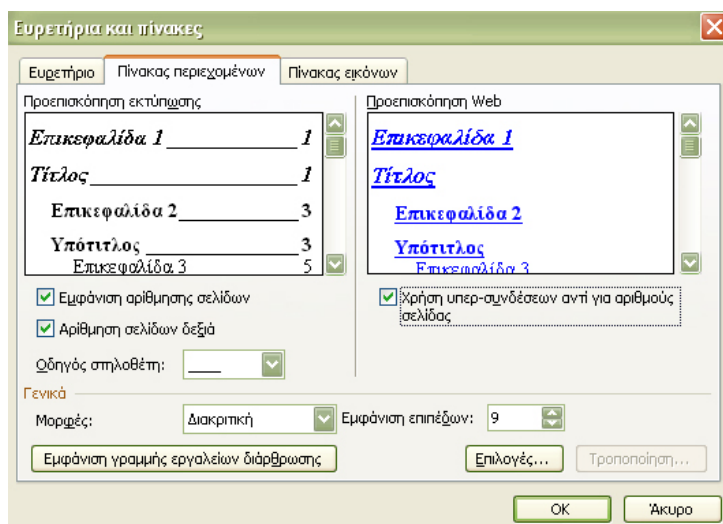 Ευρετήρια και πίνακες
Ευρετήριο Πίνακας περιεχομένων Πίνακας εικόνων
Προεπισκόπηση εκτύπωσης Προεπισκόπηση Web
Επικεφαλίδα 1 1 Επικεφαλίδα 1
Τίτλος 1 Τίτλος
Επικεφαλίδα 2 3 Επικεφαλίδα 2
Υπότιτλος 3 Υπότιτλος
Επικεφαλίδα 3 5 Επικεφαλίδα 3
Εμφάνιση αρίθμησης σελίδων Χρήση υπερ-συνδέσεων αντί για αριθμούς
σελίδας
Αρίθμηση σελίδων δεξιά
Οδηγός στηλοθέτη: ____
Γενικά
Μορφές: Διακριτική Εμφάνιση επιπέδων: 9
Εμφάνιση γραμμής εργαλείων διάρθρωσης Επιλογές... Τροποποίηση...
OK Άκυρο